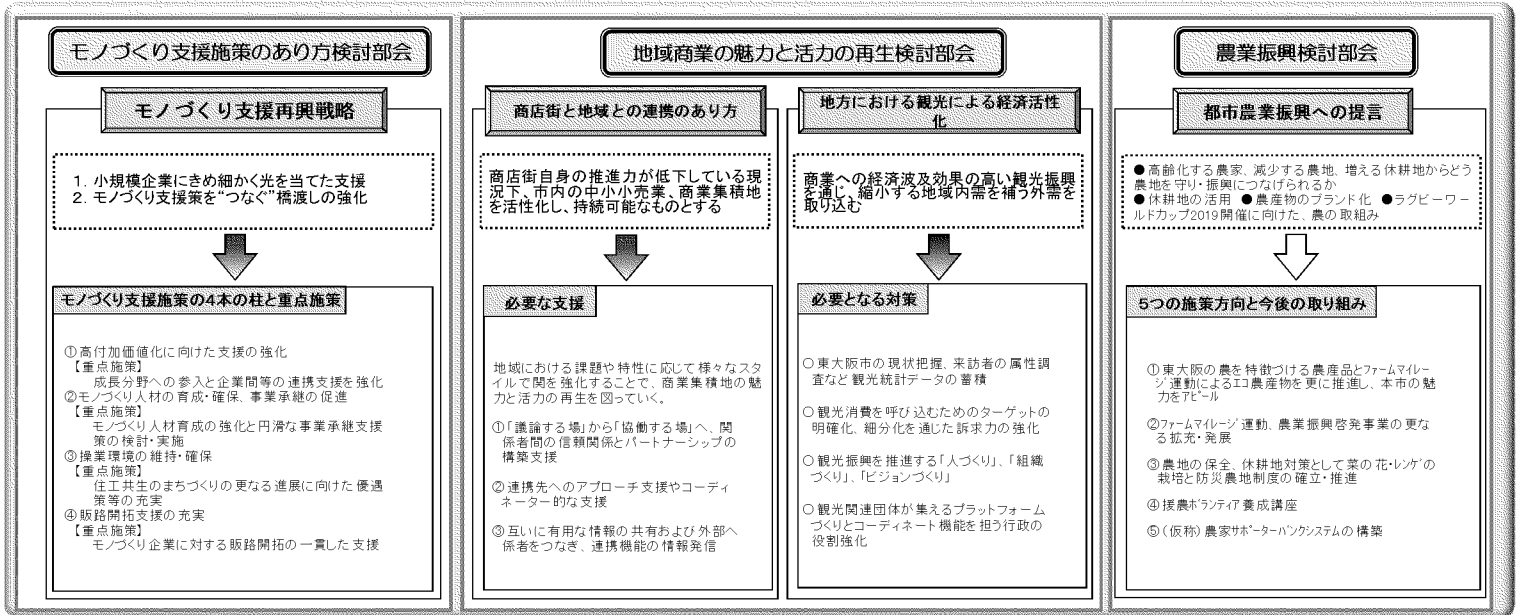 モノづくり支援施策のあり方検討部会
モノづくり支援再興戦略
1. 小規模企業にきめ細かく光を当てた支援
2. モノづくり支援策を“つなぐ”橋渡しの強化
モノづくり支援施策の4本の柱と重点施策
①高付加価値化に向けた支援の強化
【重点施策】
成長分野への参入と企業間等の連携支援を強化
②モノづくり人材の育成・確保、事業承継の促進
【重点施策】
モノづくり人材育成の強化と円滑な事業承継支援
策の検討・実施
③操業環境の維持・確保
【重点施策】
住工共生のまちづくりの更なる進展に向けた優遇
策等の充実
④販路開拓支援の充実
【重点施策】
モノづくり企業に対する販路開拓の一貫した支援
地域商業の魅力と活力の再生検討部会
商店街と地域との連携のあり方
商店街自身の推進力が低下している現
況下、市内の中小小売業、商業集積地
を活性化し、持続可能なものとする
必要な支援
地域における課題や特性に応じて様々なスタ
イルで関を強化することで、商業集積地の魅
力と活力の再生を図っていく。
①「議論する場」から「協働する場」へ、関
係者間の信頼関係とパートナーシップの
構築支援
②連携先へのアプローチ支援やコーディ
ネーター的な支援
③互いに有用な情報の共有および外部へ
係者をつなぎ、連携機能の情報発信
地方における観光による経済活性
化
商業への経済波及効果の高い観光振興
を通じ、縮小する地域内需を補う外需を
取り込む
必要となる対策
○東大阪市の現状把握、来訪者の属性調
査など観光統計データの蓄積
○観光消費を呼び込むためのターゲットの
明確化、細分化を通じた訴求力の強化
○観光振興を推進する「人づくり」、「組織
づくり」、「ビジョンづくり」
○観光関連団体が集えるプラットフォーム
づくりとコーディネート機能を担う行政の
役割強化
農業振興検討部会
都市農業振興への提言
●高齢化する農家、減少する農地、増える休耕地からどう
農地を守り・振興につなげられるか
●休耕地の活用 ●農産物のブランド化 ●ラグビーワー
ルドカップ2019開催に向けた、農の取組み
5つの施策方向と今後の取り組み
①東大阪の農を特徴づける農産品とファームマイレー
ジ運動によるエコ農産物を更に推進し、本市の魅
力をアピール
②ファームマイレージ運動、農業振興啓発事業の更な
る拡充・発展
③農地の保全、休耕地対策として菜の花・レンゲの
栽培と防災農地制度の確立・推進
④援農ボランティア養成講座
⑤(仮称)農家サポーターバンクシステムの構築